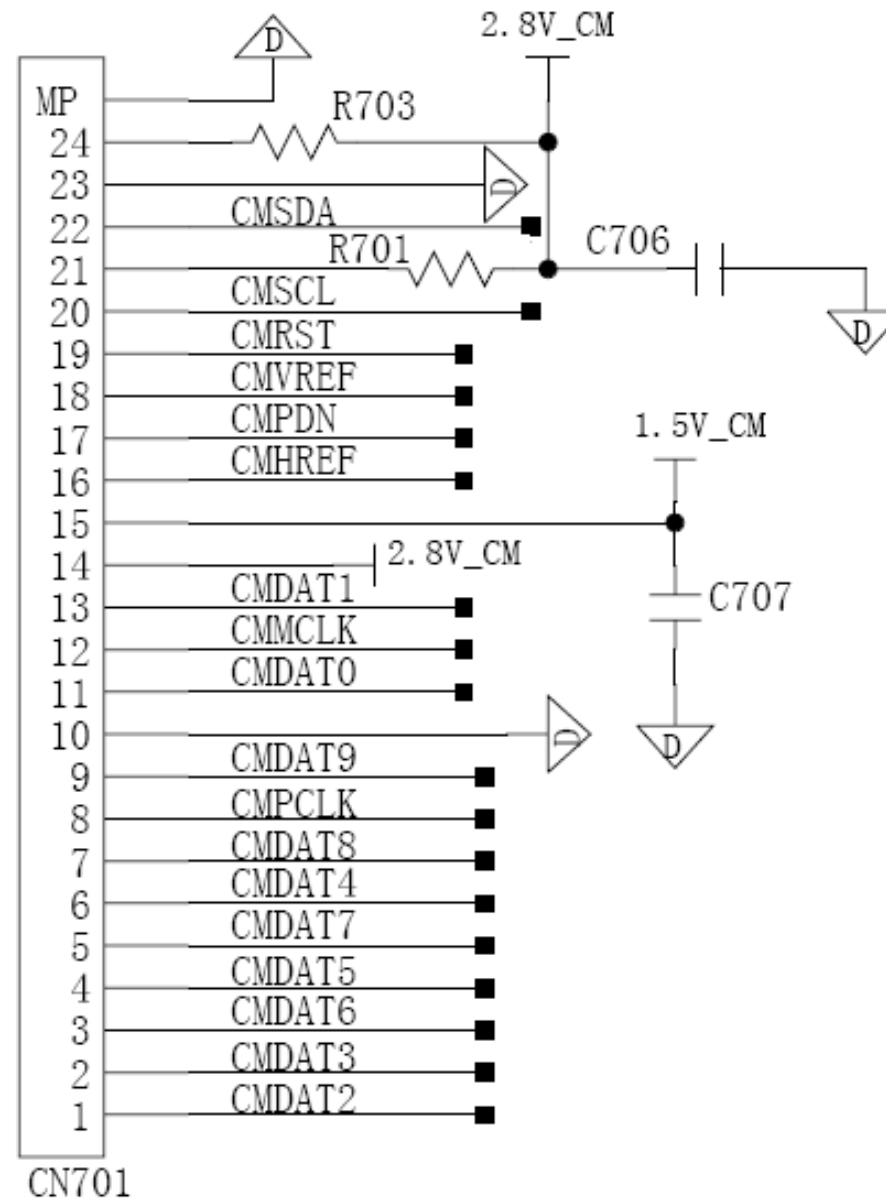 2.8V_CM
D
MP
R703
24
23
D
22 CMSDA
R701
C706
21
20 CMSCL
D
19 CMRST
18 CMVREF
17 CMPDN
1.5V_CM
16 CMHREF
15
14 2.8V_CM
13 CMDAT1
C707
12 CMMCLK
11 CMDAT0
10
D
D
9 CMDAT9
8 CMPCLK
7 CMDAT8
6 CMDAT4
5 CMDAT7
4 CMDAT5
3 CMDAT6
2 CMDAT3
1 CMDAT2
CN701